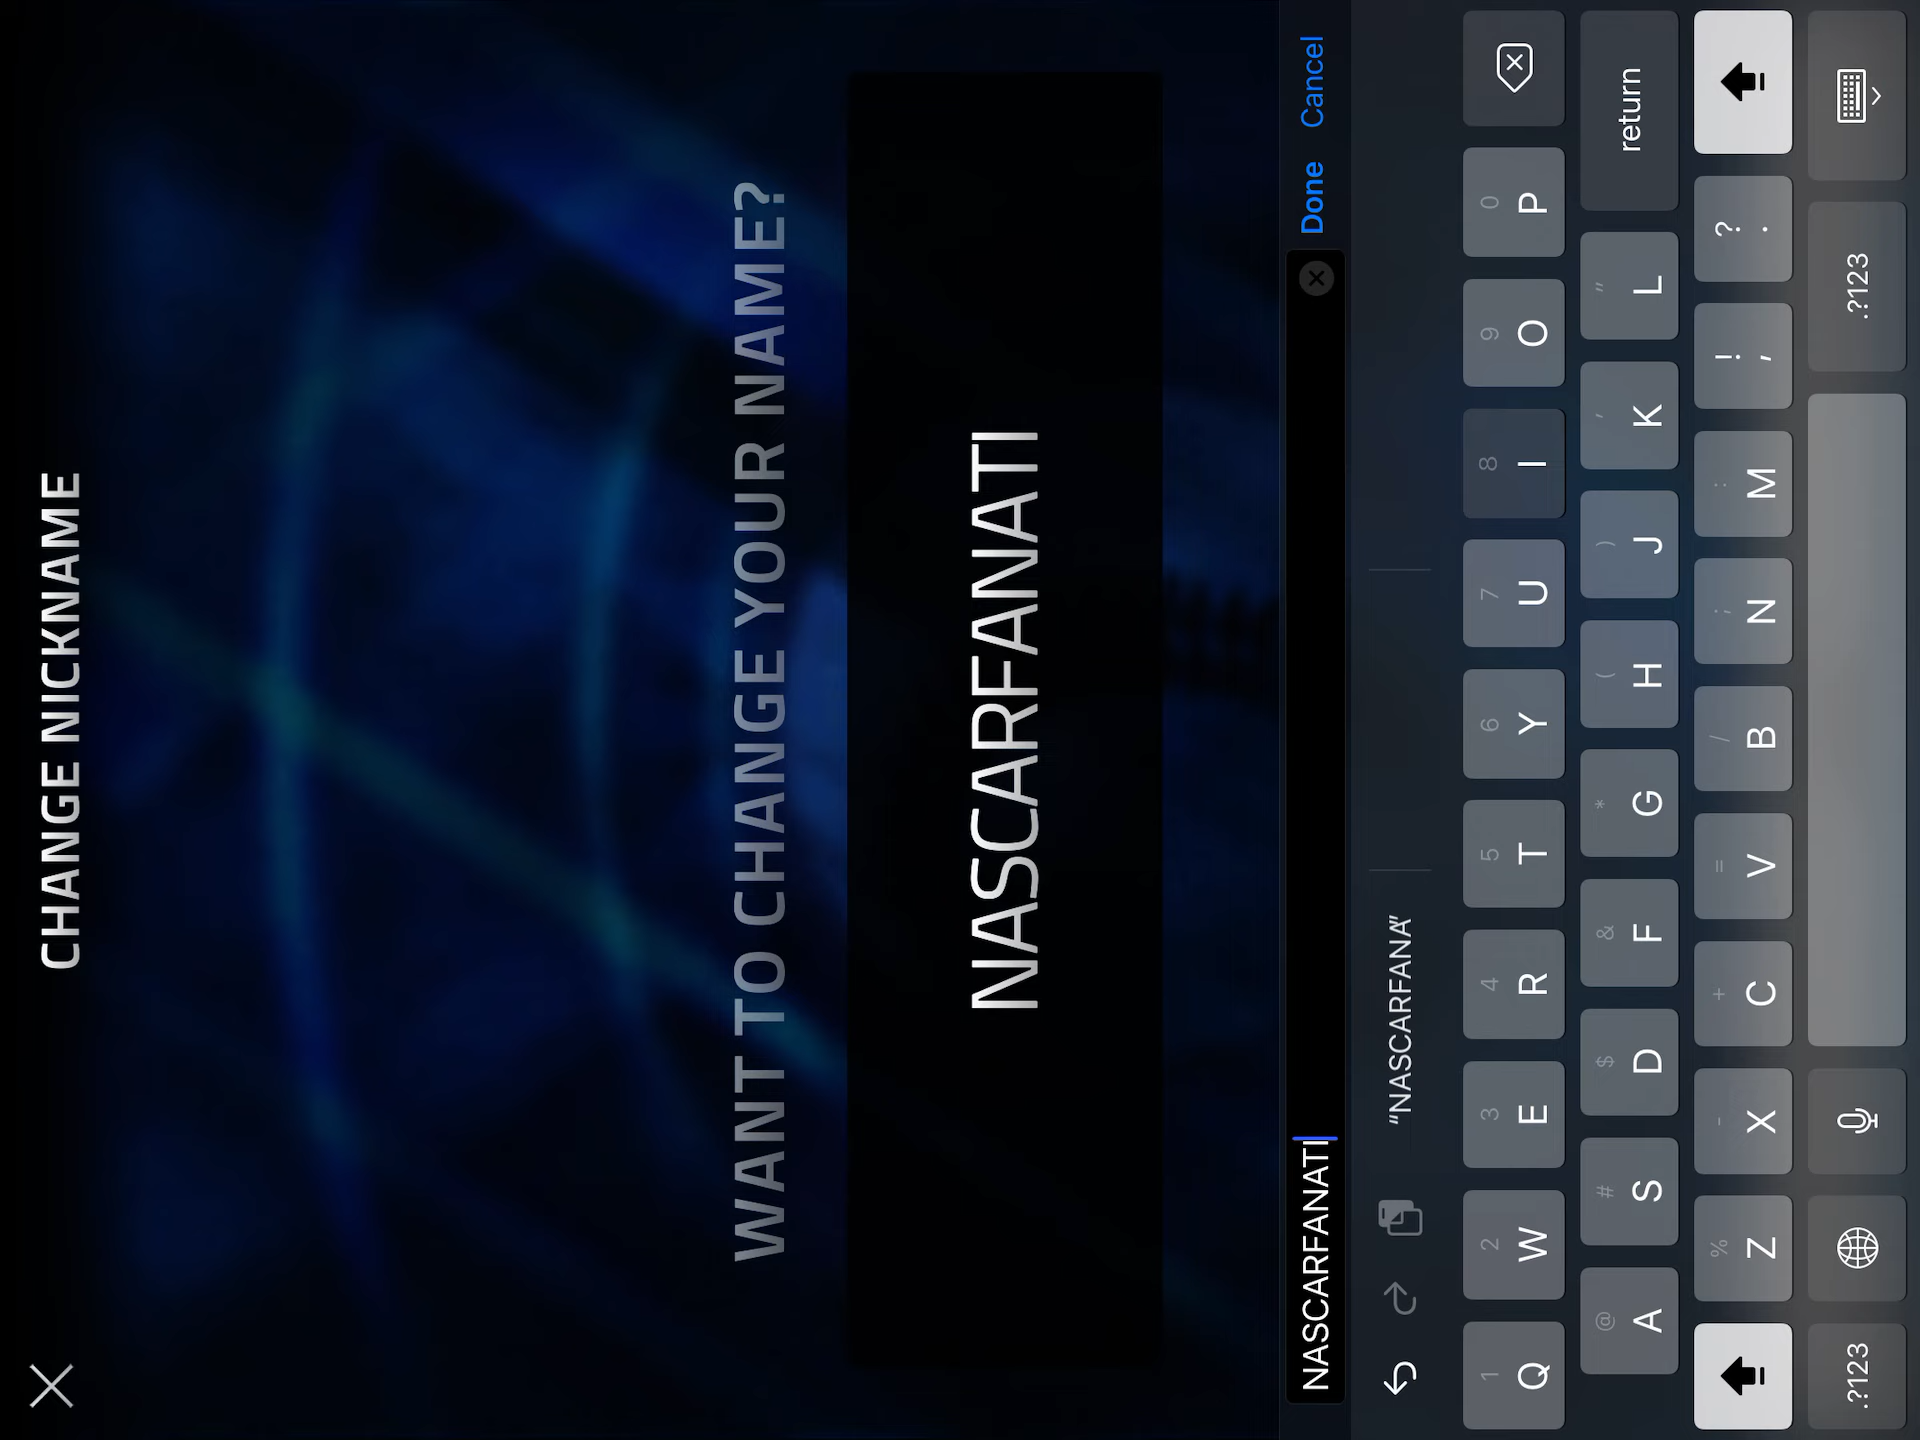 CHANGE NICKNAME
WANT TO CHANGE YOUR NAME?
NASCARFANATI
NASCARFANATI
Done Cancel
"NASCARFANA"
1 2 3 4 5 6 7 8 9 0
Q W E R T Y U I O P
@ # $ & * ( ) ' "
A S D F G H J K L return
% - + = / ; : ! ?
Z X C V B N M , .
.?123 .?123